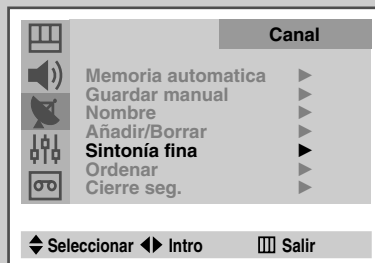 Canal
Memoria automatica
Guardar manual
Nombre
Añadir/Borrar
Sintonía fina
Ordenar
Cierre seg.
Seleccionar Intro Salir